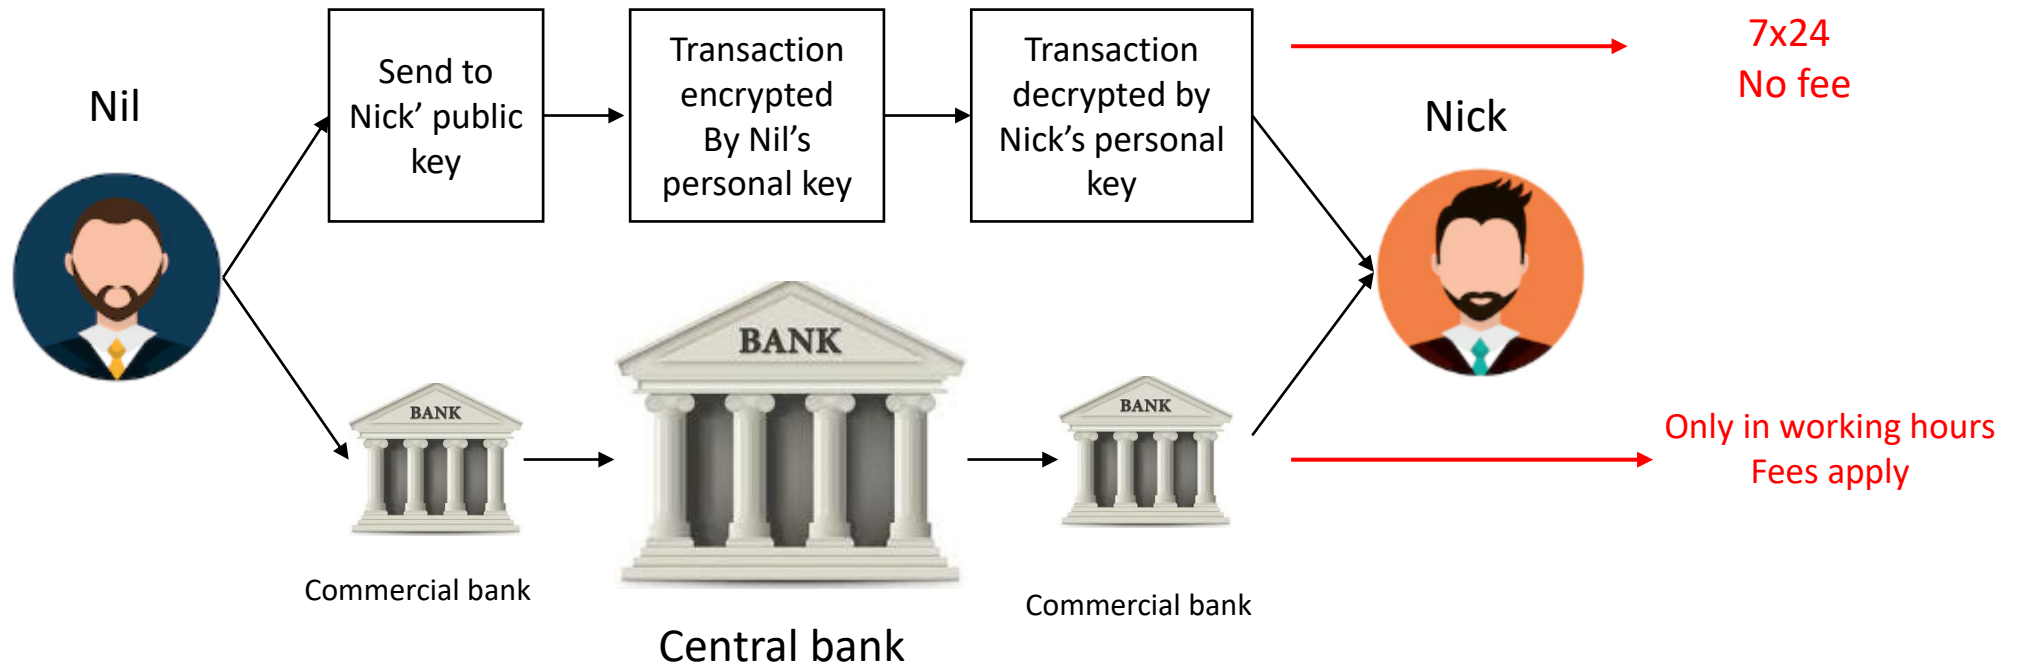 Nil
Send to
Nick’ public
key
Transaction
encrypted
By Nil’s
personal key
Transaction
decrypted by
Nick’s personal
key
Nick
7x24
No fee
BANK
BANK
BANK
Only in working hours
Fees apply
Commercial bank
Central bank
Commercial bank